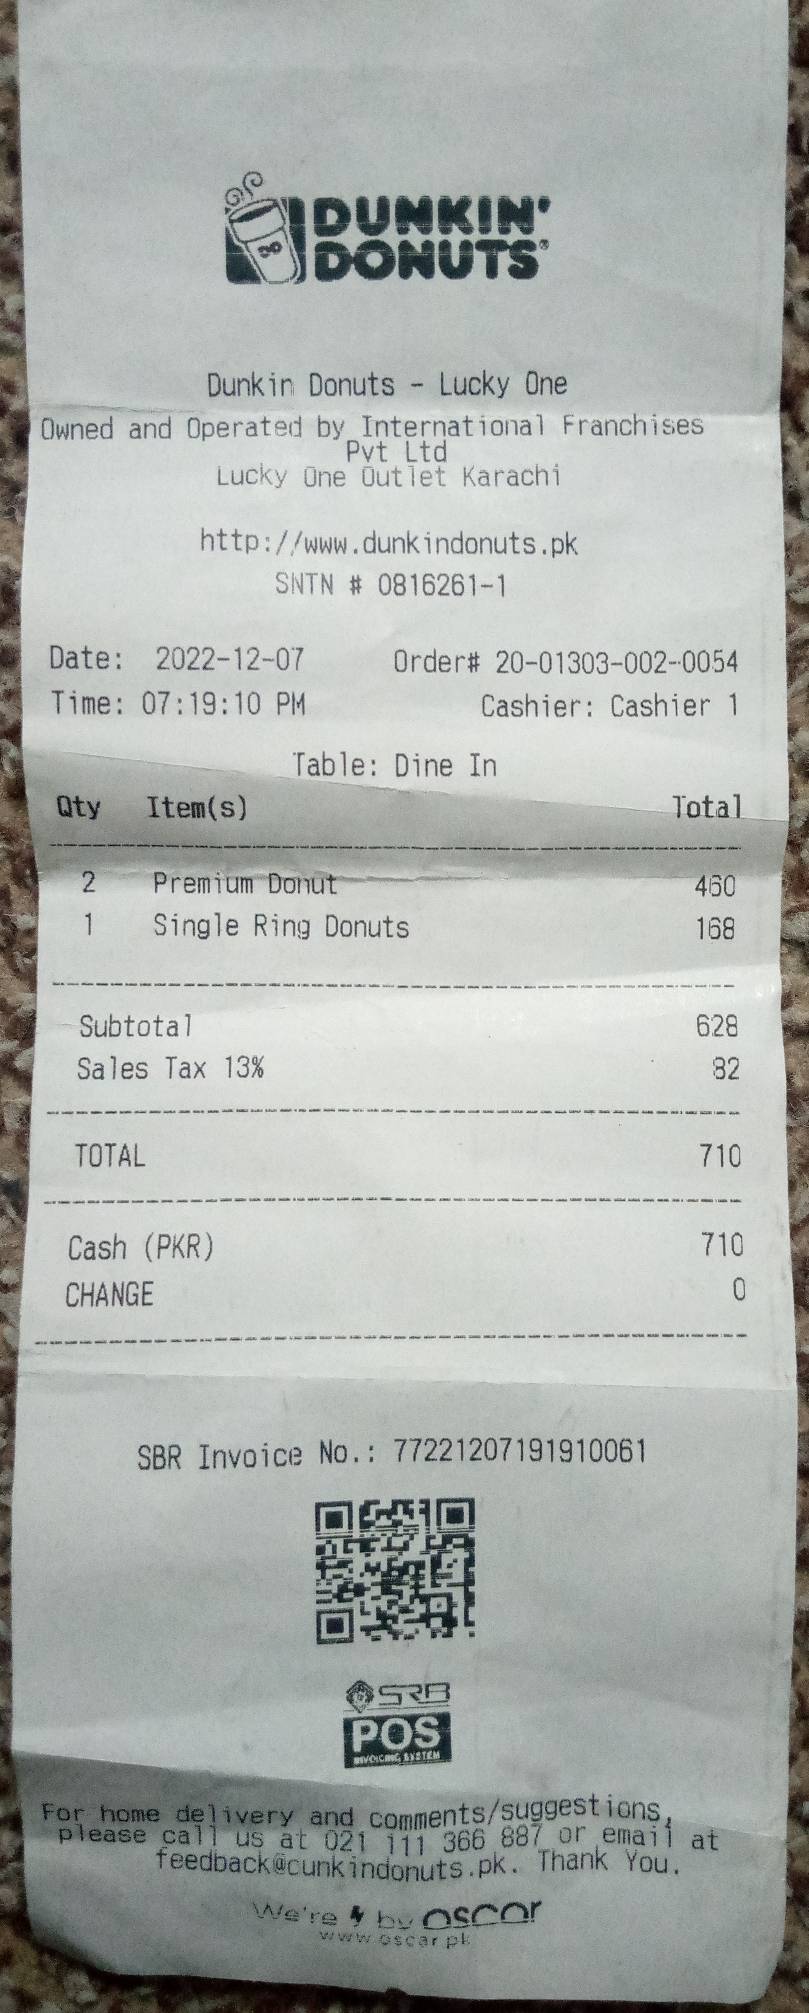 DUNKIN'
DONUTS®
Dunkin Donuts - Lucky One
Owned and Operated by International Franchises
Pvt Ltd
Lucky One Outlet Karachi
http://www.dunkindonuts.pk
SNTN # 0816261-1
Date: 2022-12-07 Order# 20-01303-002-0054
Time: 07:19:10 PM Cashier: Cashier 1
Table: Dine In
Qty Item(s) Total
2 Premium Donut 460
1 Single Ring Donuts 168
Subtotal 628
Sales Tax 13% 82
TOTAL 710
Cash (PKR) 710
CHANGE 0
SBR Invoice No.: 77221207191910061
SRB
POS
INVOICING SYSTEM
For home delivery and comments/suggestions,
please call us at 021 111 366 887 or email at
feedback@cunkindonuts.pk. Thank You.
We're by oscar
www.oscar.pk